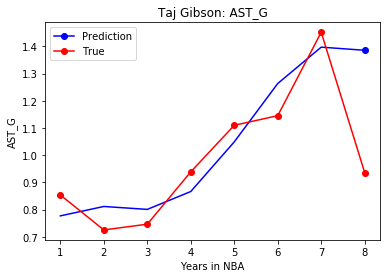 Taj Gibson: AST_G
Prediction
True
AST_G
1.4
1.3
1.2
1.1
1.0
0.9
0.8
0.7
1 2 3 4 5 6 7 8
Years in NBA